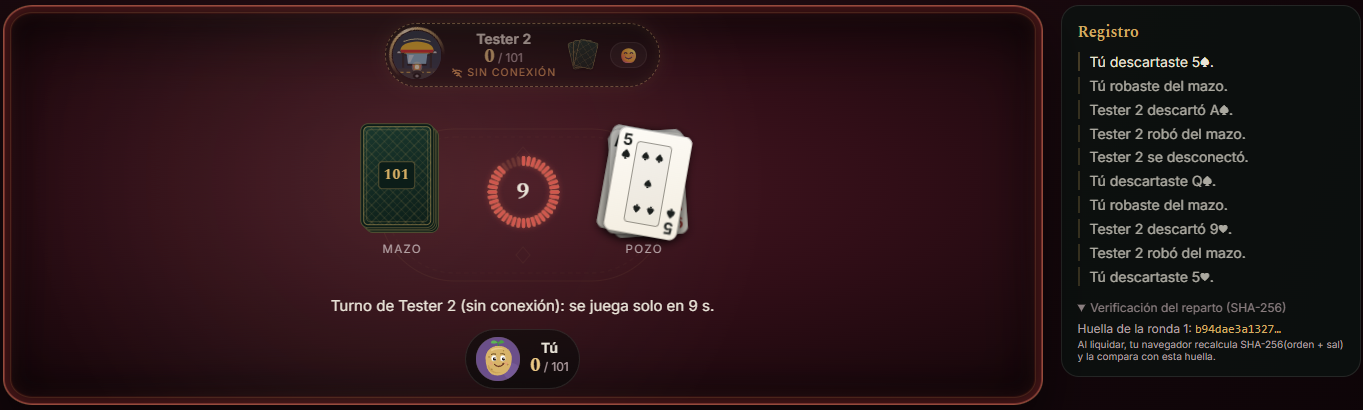 Tester 2
0 / 101
SIN CONEXIÓN
101
MAZO
9
5
5
POZO
Turno de Tester 2 (sin conexión): se juega solo en 9 s.
Tú
0 / 101
Registro
Tú descartaste 5♠.
Tú robaste del mazo.
Tester 2 descartó A♠.
Tester 2 robó del mazo.
Tester 2 se desconectó.
Tú descartaste Q♠.
Tú robaste del mazo.
Tester 2 descartó 9♥.
Tester 2 robó del mazo.
Tú descartaste 5♥.
▼ Verificación del reparto (SHA-256)
Huella de la ronda 1: b94dae3a1327…
Al liquidar, tu navegador recalcula SHA-256(orden + sal)
y la compara con esta huella.